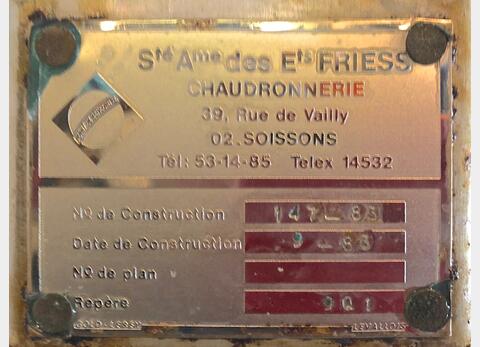 Sté Ame des Ets FRIESS
CHAUDRONNERIE
39, Rue de Vailly
02. SOISSONS
Tél: 53-14-85 Telex 14532
No. de Construction 147-83
Date de Construction 9-83
No. de plan
Repère 901
LEVALLOIS